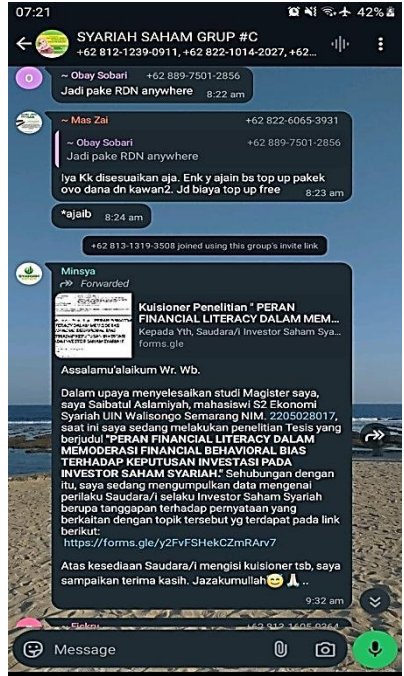 07:21
42%
SYARIAH SAHAM GRUP #C
+62 812-1239-0911, +62 822-1014-2027, +62...
~ Obay Sobari +62 889-7501-2856
Jadi pake RDN anywhere 8:22 am
~ Mas Zai +62 822-6065-3931
~ Obay Sobari +62 889-7501-2856
Jadi pake RDN anywhere
Iya Kk disesuaikan aja. Enk y ajain bs top up pakek
ovo dana dn kawan2. Jd biaya top up free 8:23 am
*ajaib 8:24 am
+62 813-1319-3508 joined using this group's invite link
Minsya
Forwarded
Kuisioner Penelitian " PERAN
FINANCIAL LITERACY DALAM MEM...
Kepada Yth, Saudara/i Investor Saham Sya...
forms.gle
Assalamu'alaikum Wr. Wb.
Dalam upaya menyelesaikan studi Magister saya,
saya Saibatul Aslamiyah, mahasiswi S2 Ekonomi
Syariah UIN Walisongo Semarang NIM. 2205028017,
saat ini saya sedang melakukan penelitian Tesis yang
berjudul "PERAN FINANCIAL LITERACY DALAM
MEMODERASI FINANCIAL BEHAVIORAL BIAS
TERHADAP KEPUTUSAN INVESTASI PADA
INVESTOR SAHAM SYARIAH." Sehubungan dengan
itu, saya sedang mengumpulkan data mengenai
perilaku Saudara/i selaku Investor Saham Syariah
berupa tanggapan terhadap pernyataan yang
berkaitan dengan topik tersebut yg terdapat pada link
berikut:
https://forms.gle/y2FvFSHekCZmRArv7
Atas kesediaan Saudara/i mengisi kuisioner tsb, saya
sampaikan terima kasih. Jazakumullah😊🙏 ..
9:32 am
Message